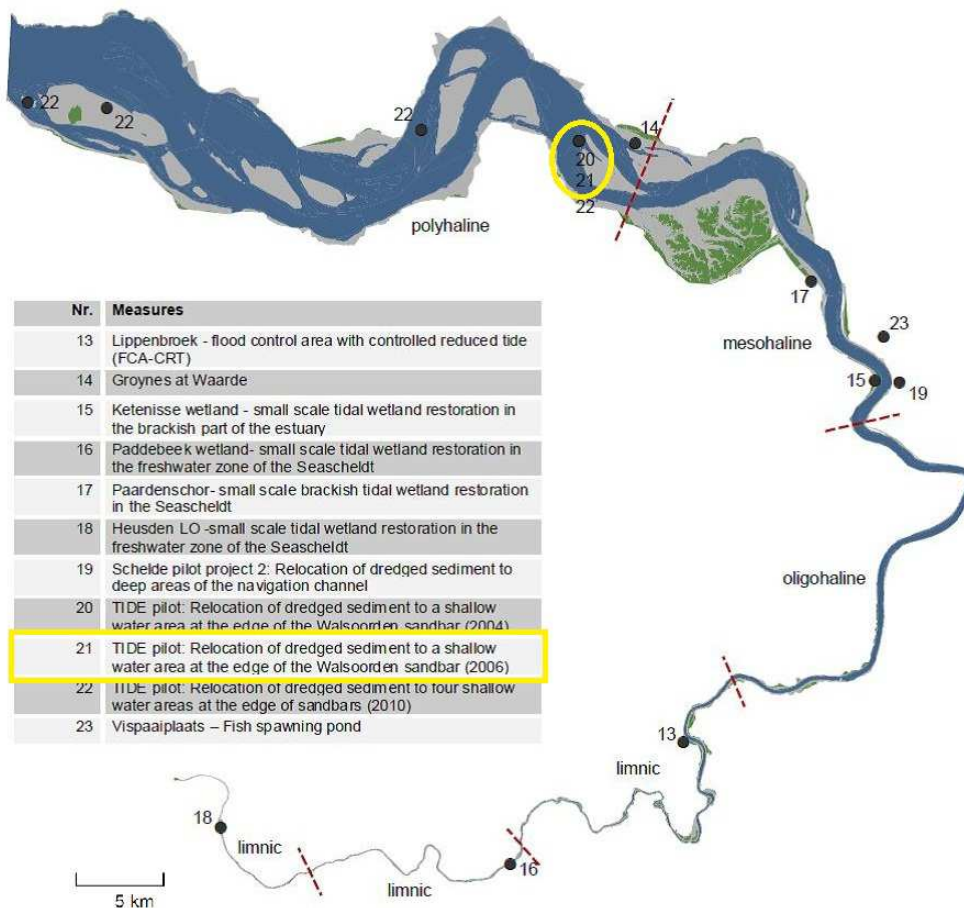 22
22
22
14
20
21
22
polyhaline
17
23
mesohaline
15
19
Nr. Measures
13 Lippenbroek - flood control area with controlled reduced tide
(FCA-CRT)
14 Groynes at Waarde
15 Ketenisse wetland - small scale tidal wetland restoration in
the brackish part of the estuary
16 Paddebeek wetland- small scale tidal wetland restoration in
the freshwater zone of the Seascheldt
17 Paardenschor- small scale brackish tidal wetland restoration
in the Seascheldt
18 Heusden LO -small scale tidal wetland restoration in the
freshwater zone of the Seascheldt
19 Schelde pilot project 2: Relocation of dredged sediment to
deep areas of the navigation channel
20 TIDE pilot: Relocation of dredged sediment to a shallow
water area at the edge of the Walsoorden sandbar (2004)
21 TIDE pilot: Relocation of dredged sediment to a shallow
water area at the edge of the Walsoorden sandbar (2006)
22 TIDE pilot: Relocation of dredged sediment to four shallow
water areas at the edge of sandbars (2010)
23 Vispaaiplaats – Fish spawning pond
oligohaline
13
limnic
18
limnic
16
limnic
5 km